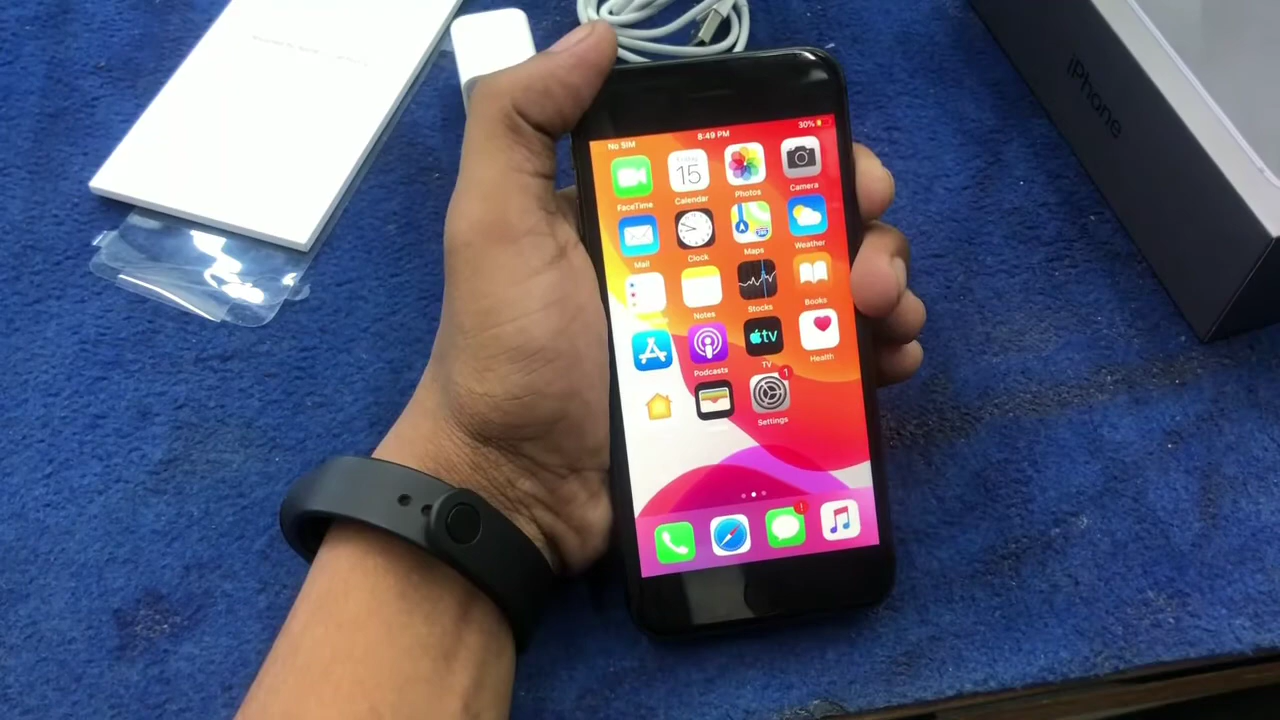 iPhone
No SIM
8:49 PM
30%
FaceTime
15
Calendar
Photos
Camera
Mail
Clock
Maps
Weather
Notes
Stocks
Books
tv
Podcasts
TV
Health
1
Settings
!